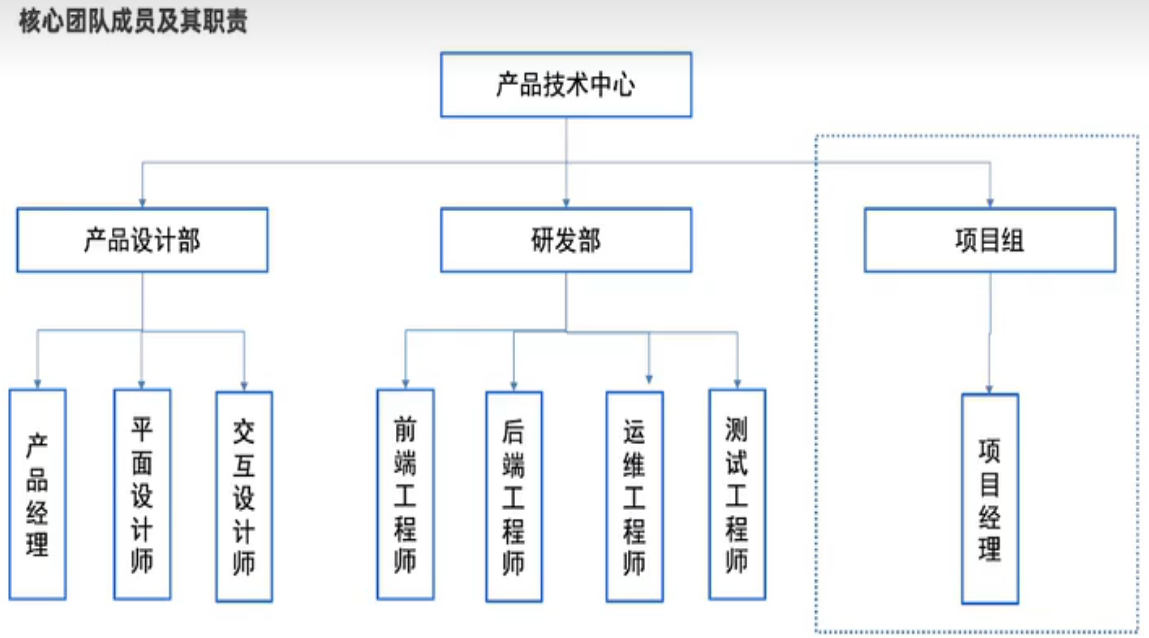 核心团队成员及其职责
产品技术中心
产品设计部
研发部
项目组
产品经理
平面设计师
交互设计师
前端工程师
后端工程师
运维工程师
测试工程师
项目经理